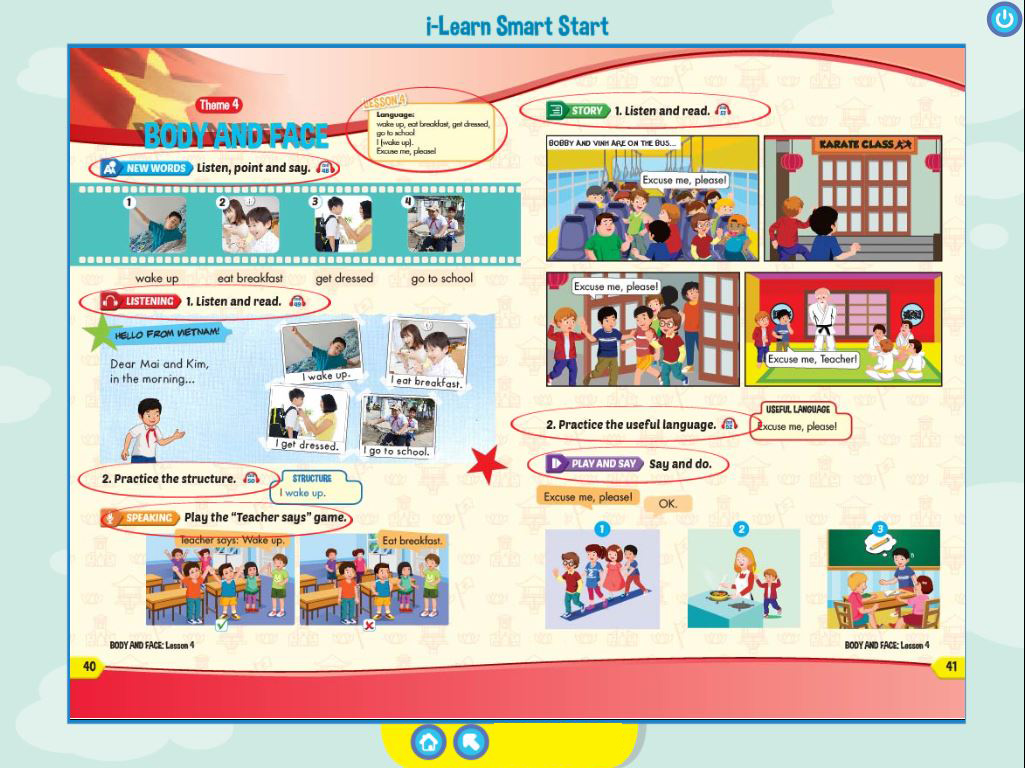 i-Learn Smart Start
Theme 4
BODY AND FACE
LESSON 4
Language:
wake up, eat breakfast, get dressed,
go to school
I (wake up).
Excuse me, please!
NEW WORDS Listen, point and say.
1
2
3
4
wake up
eat breakfast
get dressed
go to school
LISTENING 1. Listen and read.
HELLO FROM VIETNAM!
Dear Mai and Kim,
in the morning...
I wake up.
I eat breakfast.
I get dressed.
I go to school.
2. Practice the structure.
STRUCTURE
I wake up.
SPEAKING Play the “Teacher says” game.
Teacher says: Wake up.
Eat breakfast.
BODY AND FACE: Lesson 4
40
STORY 1. Listen and read.
BOBBY AND VINH ARE ON THE BUS...
Excuse me, please!
KARATE CLASS
Excuse me, please!
Excuse me, Teacher!
2. Practice the useful language.
USEFUL LANGUAGE
Excuse me, please!
PLAY AND SAY Say and do.
Excuse me, please!
OK.
1
2
3
BODY AND FACE: Lesson 4
41